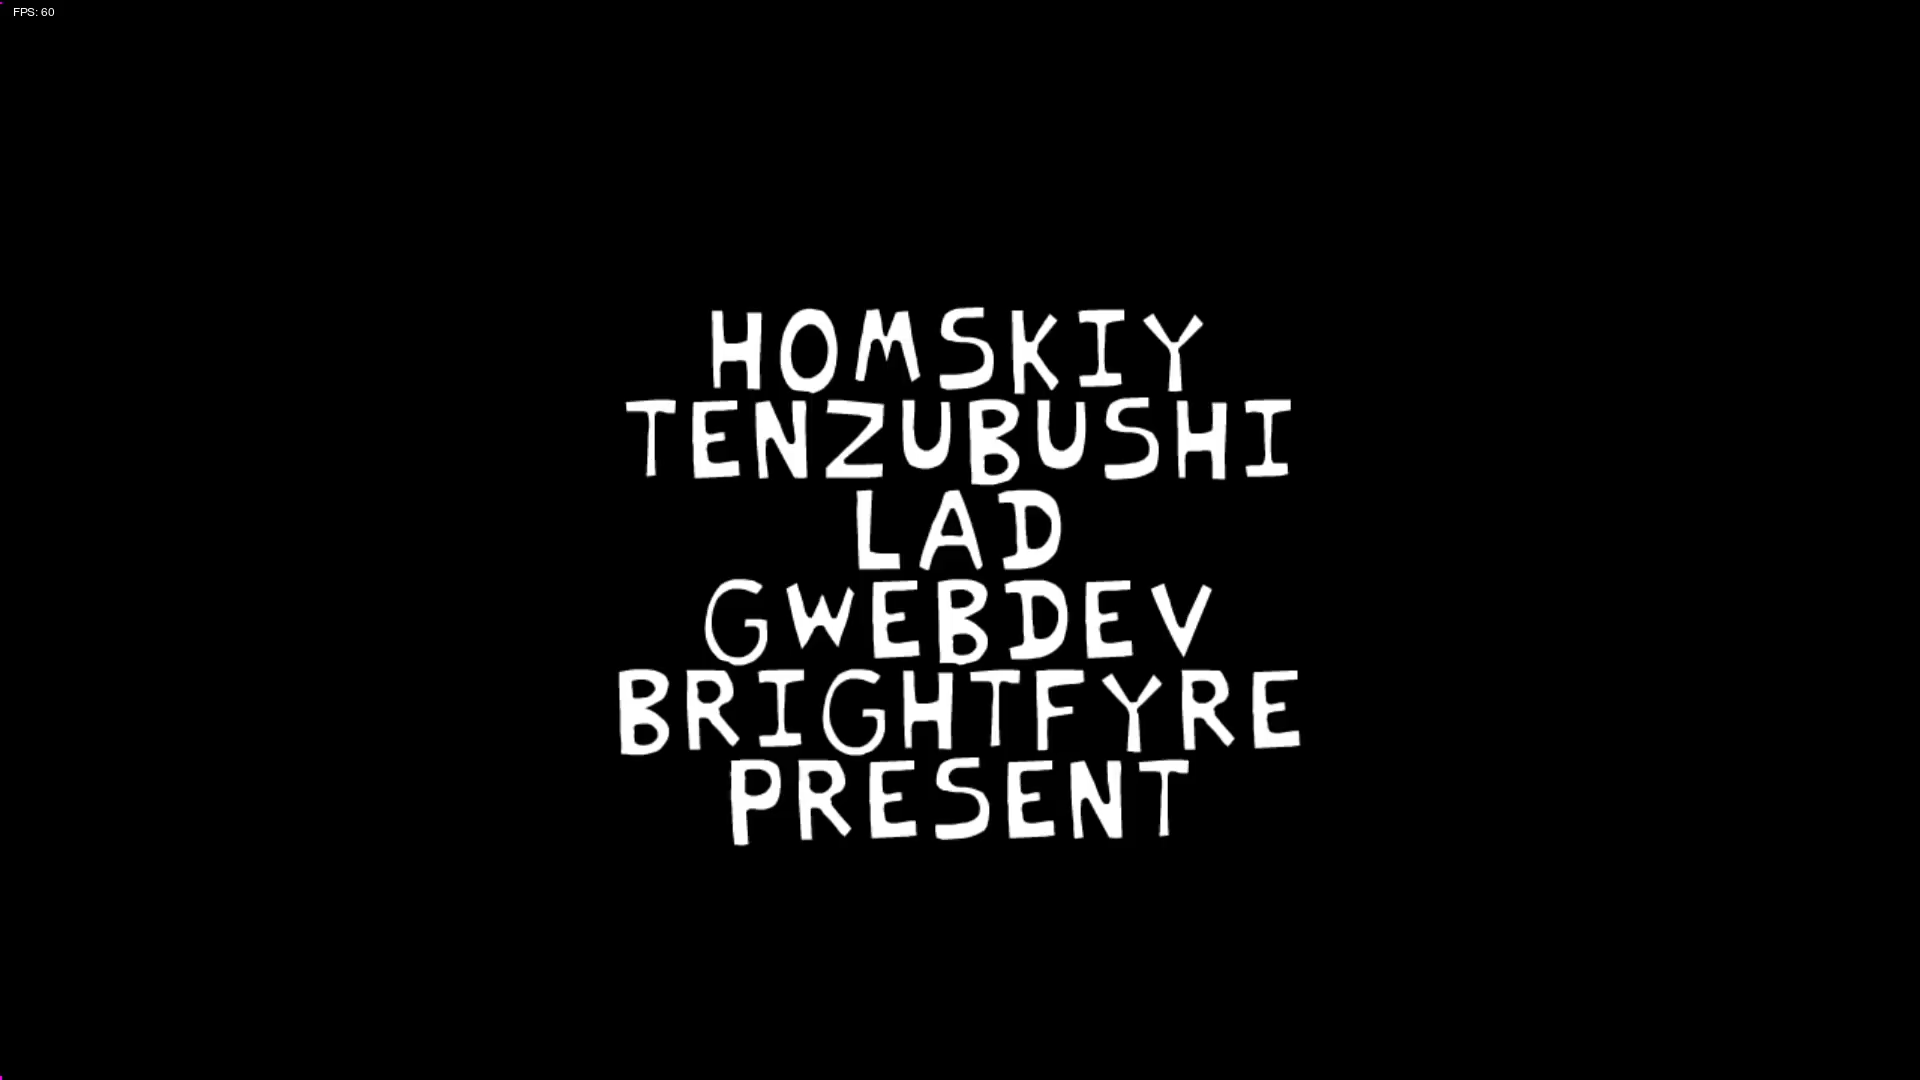 FPS: 60
HOMSKIY
TENZUBUSHI
LAD
GWEBDEV
BRIGHTFYRE
PRESENT